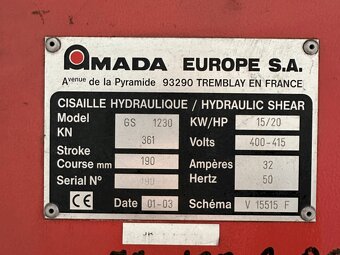 AMADA EUROPE S.A.
Avenue de la Pyramide 93290 TREMBLAY EN FRANCE
CISAILLE HYDRAULIQUE / HYDRAULIC SHEAR
Model GS 1230 KW/HP 15/20
KN 361 Volts 400-415
Stroke
Course mm 190 Ampères 32
Serial Nº Hertz 50
CE Date 01-03 Schéma V 15515 F